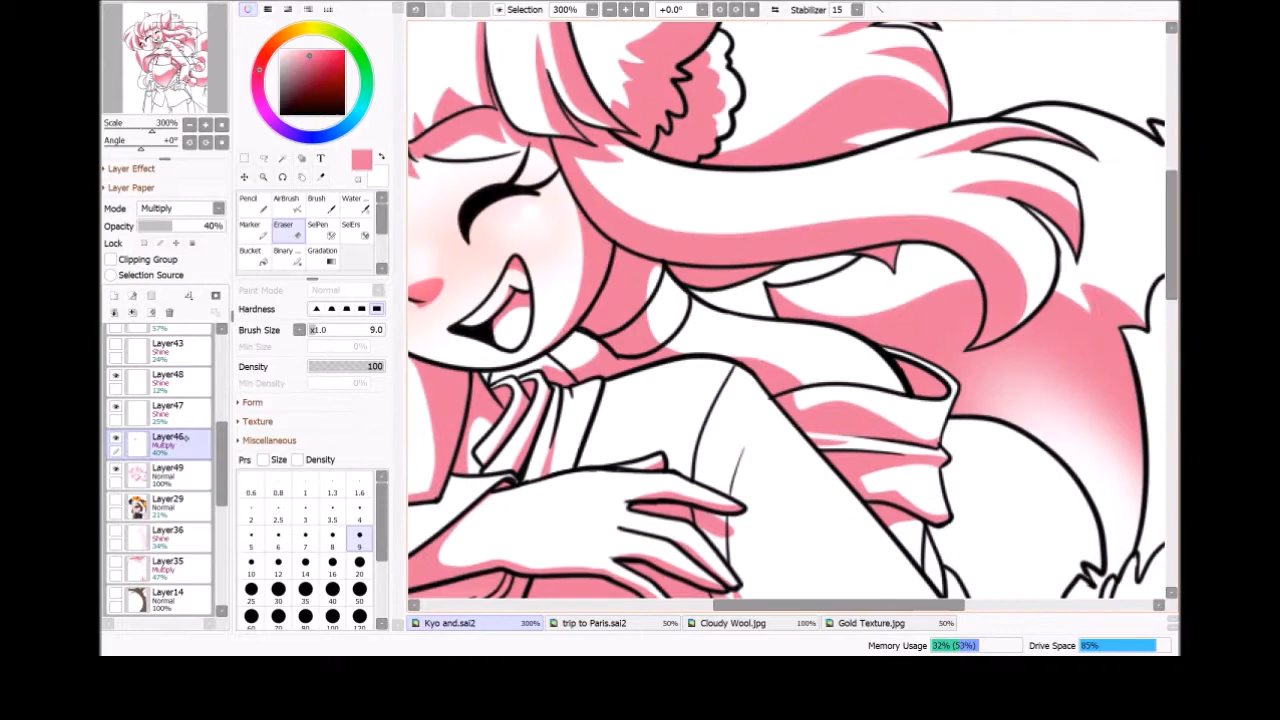 Selection 300% +0.0° Stabilizer 15
Scale 300%
Angle +0°
Layer Effect
Layer Paper
Mode Multiply
Opacity 40%
Lock
Clipping Group
Selection Source
57%
Layer43
Shine
24%
Layer48
Shine
12%
Layer47
Shine
25%
Layer46
Multiply
40%
Layer49
Normal
100%
Layer29
Normal
21%
Layer36
Shine
34%
Layer35
Multiply
47%
Layer14
Normal
100%
T
Pencil AirBrush Brush Water ...
Marker Eraser SelPen SelErs
Bucket Binary ... Gradation
Paint Mode Normal
Hardness
Brush Size x1.0 9.0
Min Size 0%
Density 100
Min Density 0%
Form
Texture
Miscellaneous
Prs Size Density
0.6 0.8 1 1.3 1.6
2 2.5 3 3.5 4
5 6 7 8 9
10 12 14 16 20
25 30 35 40 50
60 70 80 100 120
Kyo and.sai2 300% trip to Paris.sai2 50% Cloudy Wool.jpg 100% Gold Texture.jpg 50%
Memory Usage 32% (53%) Drive Space 85%